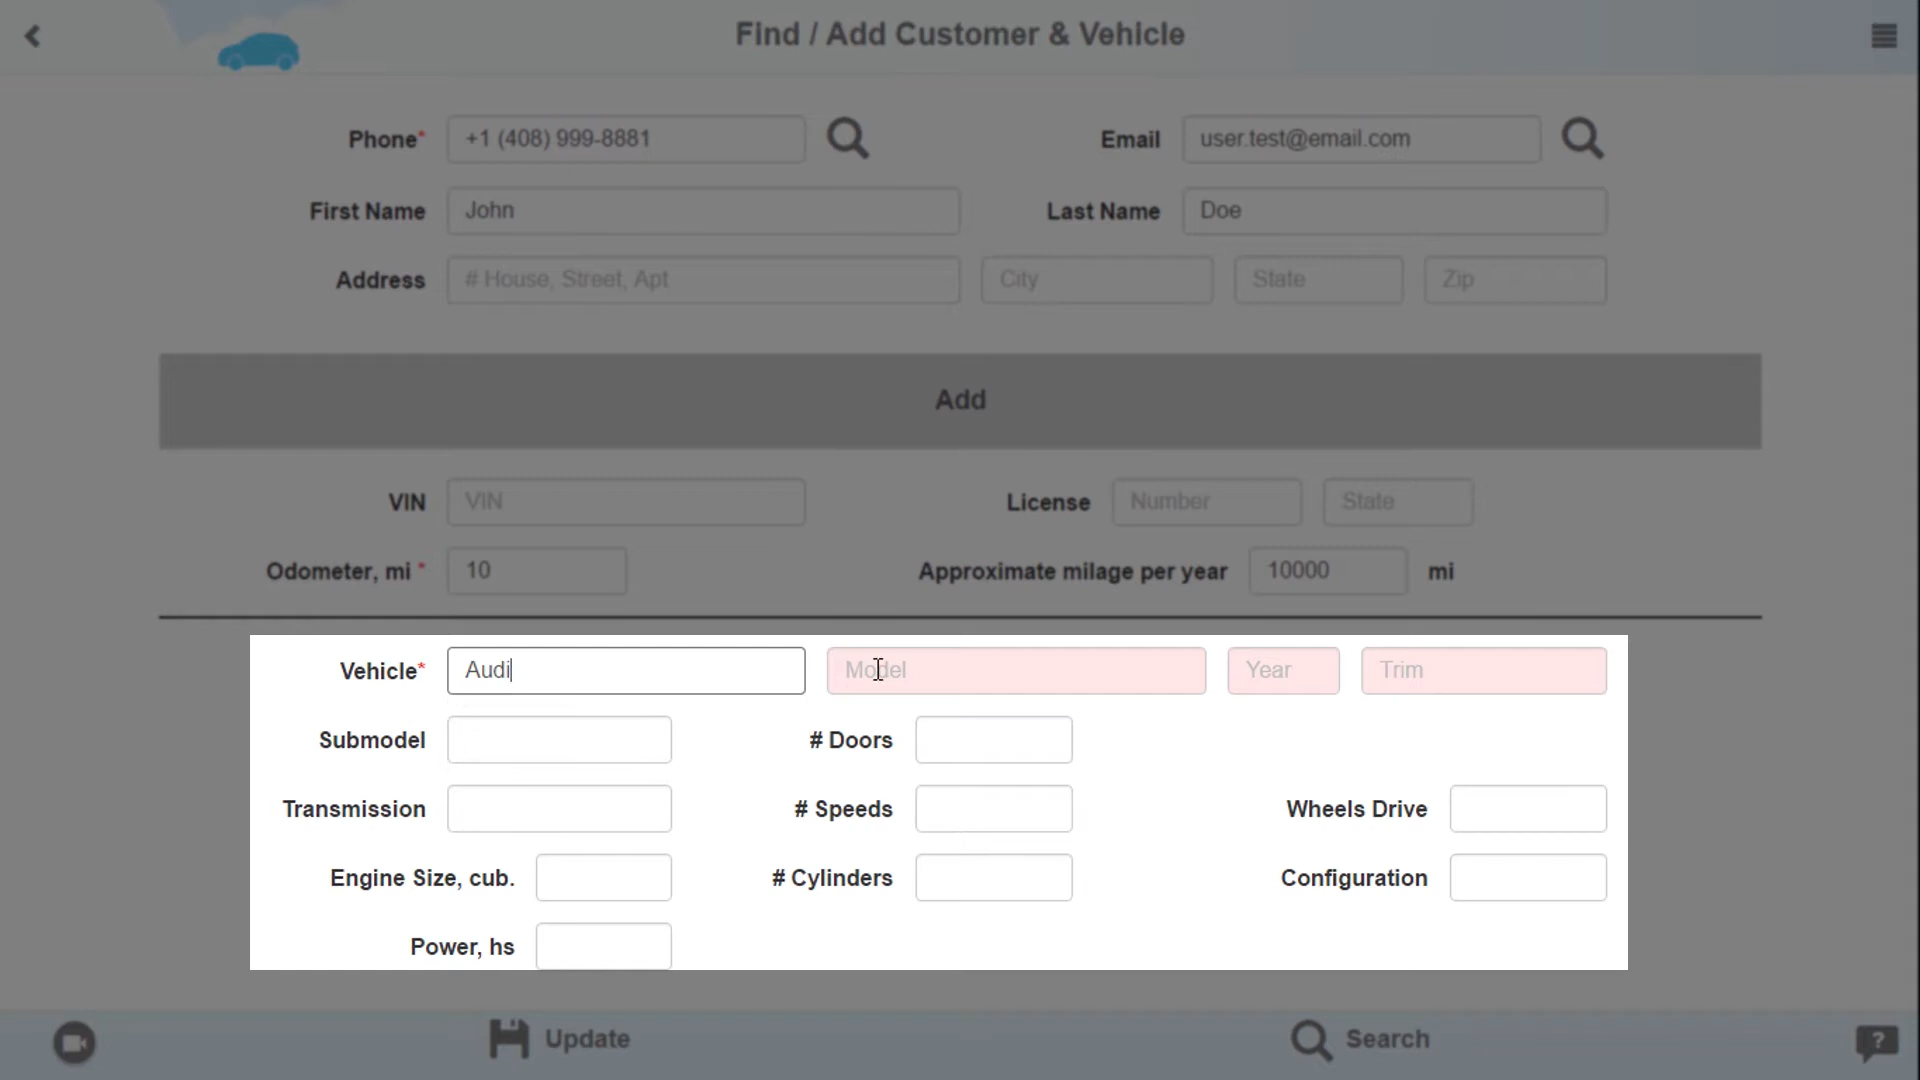 Find / Add Customer & Vehicle
Phone* +1 (408) 999-8881 Email user.test@email.com
First Name John Last Name Doe
Address # House, Street, Apt City State Zip
Add
VIN VIN License Number State
Odometer, mi * 10 Approximate milage per year 10000 mi
Vehicle* Audi Model Year Trim
Submodel # Doors
Transmission # Speeds Wheels Drive
Engine Size, cub. # Cylinders Configuration
Power, hs
Update Search ?